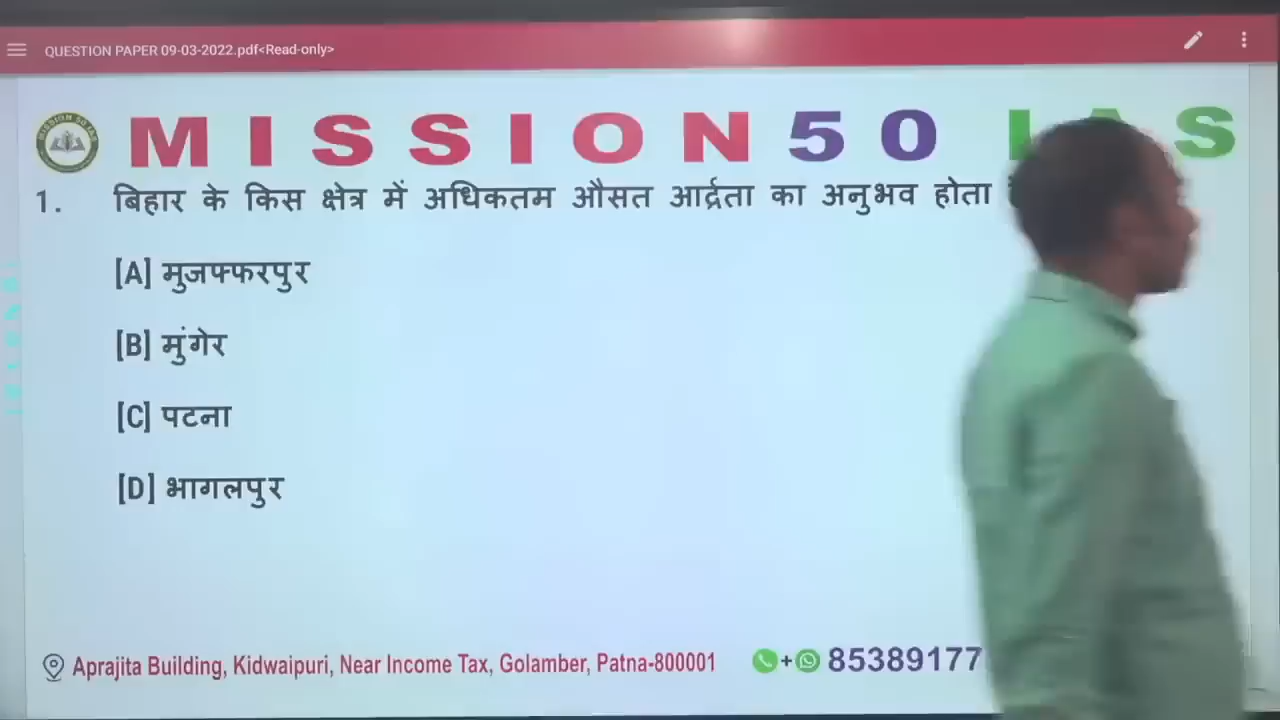 QUESTION PAPER 09-03-2022.pdf<Read-only>
MISSION 50 IAS
1. बिहार के किस क्षेत्र में अधिकतम औसत आर्द्रता का अनुभव होता
[A] मुजफ्फरपुर
[B] मुंगेर
[C] पटना
[D] भागलपुर
Aprajita Building, Kidwaipuri, Near Income Tax, Golamber, Patna-800001 + 85389177